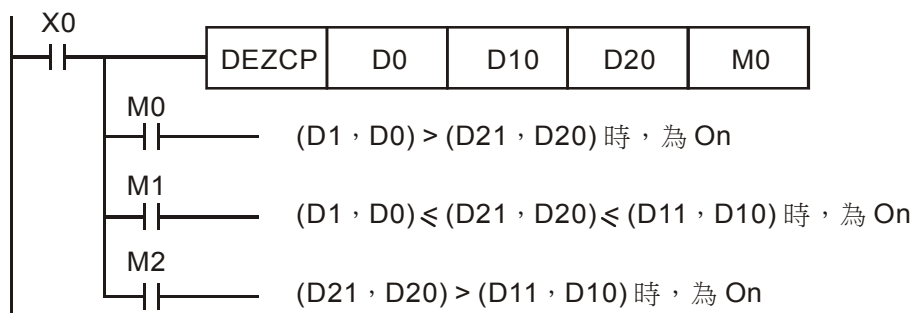 X0
DEZCP D0 D10 D20 M0
M0
(D1，D0) > (D21，D20) 時，為 On
M1
(D1，D0) ≤ (D21，D20) ≤ (D11，D10) 時，為 On
M2
(D21，D20) > (D11，D10) 時，為 On